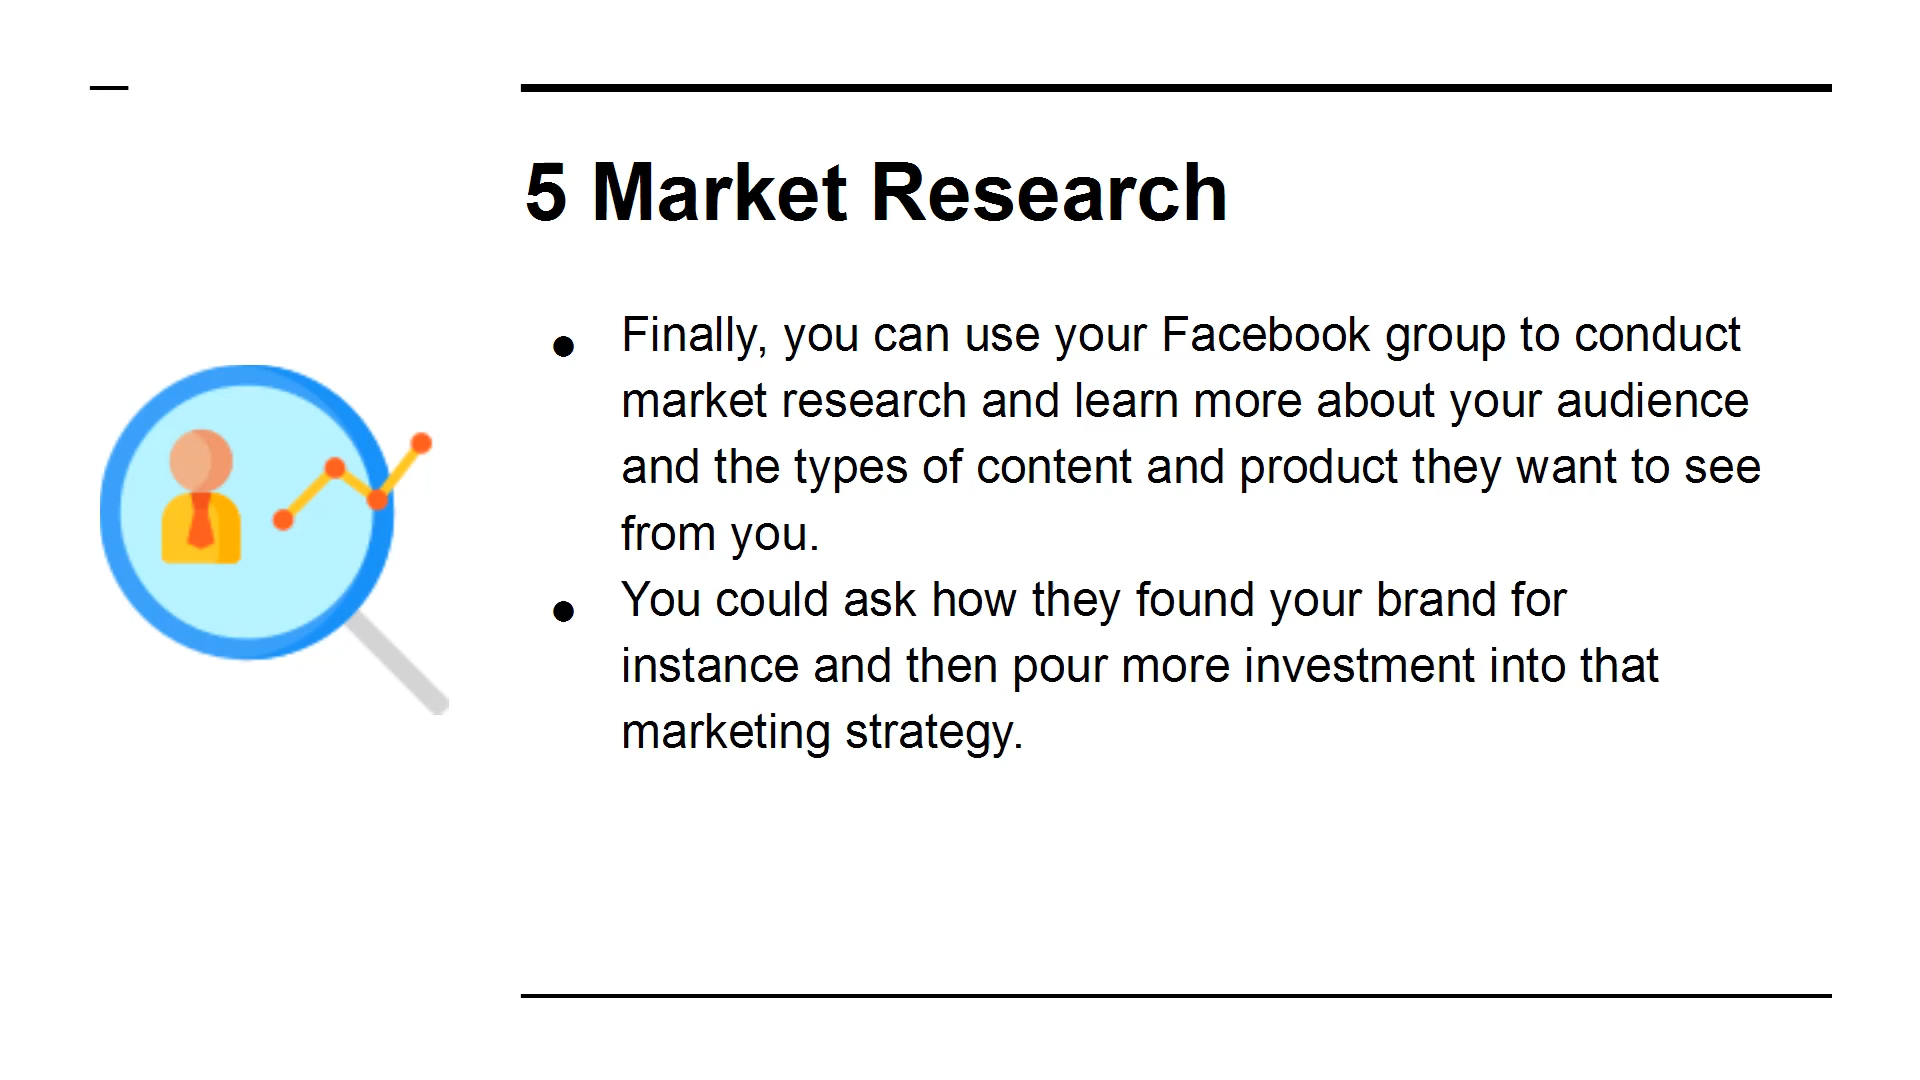 5 Market Research
● Finally, you can use your Facebook group to conduct
market research and learn more about your audience
and the types of content and product they want to see
from you.
● You could ask how they found your brand for
instance and then pour more investment into that
marketing strategy.